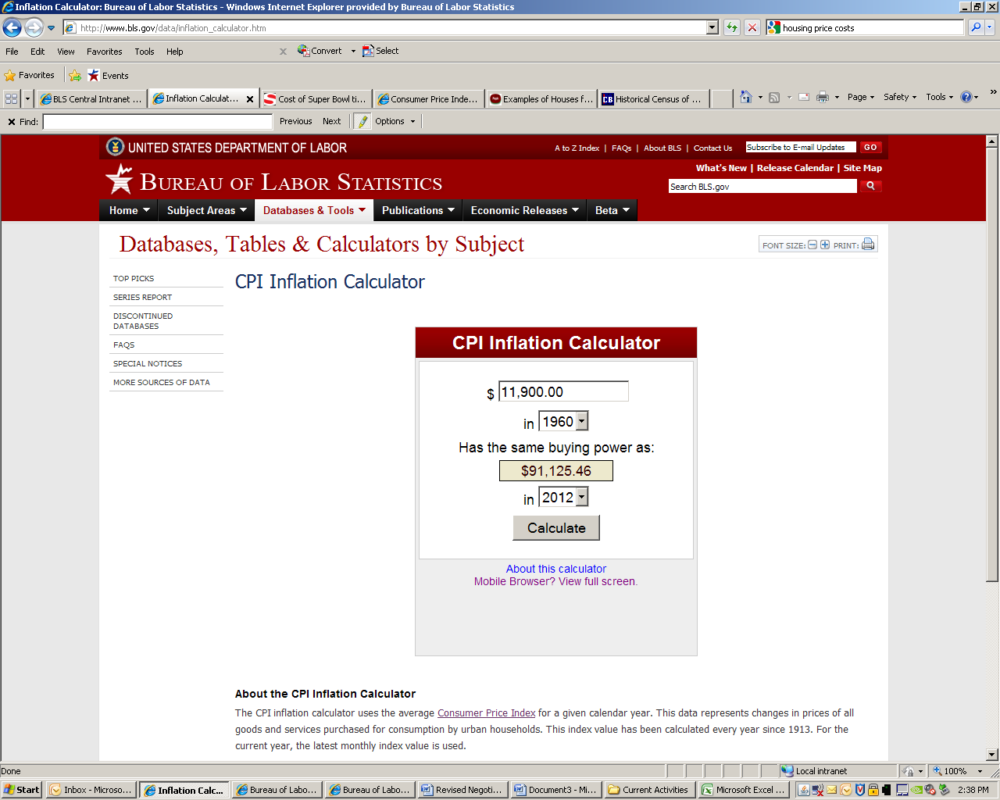 Inflation Calculator: Bureau of Labor Statistics - Windows Internet Explorer provided by Bureau of Labor Statistics
http://www.bls.gov/data/inflation_calculator.htm housing price costs
File Edit View Favorites Tools Help x Convert Select
Favorites Events
BLS Central Intranet ... Inflation Calculat... Cost of Super Bowl ti... Consumer Price Inde... Examples of Houses f... Historical Census of ... Page Safety Tools »
Find: Previous Next Options
UNITED STATES DEPARTMENT OF LABOR A to Z Index | FAQs | About BLS | Contact Us Subscribe to E-mail Updates GO
What's New | Release Calendar | Site Map
BUREAU OF LABOR STATISTICS
Search BLS.gov
Home Subject Areas Databases & Tools Publications Economic Releases Beta
Databases, Tables & Calculators by Subject
FONT SIZE: PRINT:
TOP PICKS
SERIES REPORT
DISCONTINUED
DATABASES
FAQS
SPECIAL NOTICES
MORE SOURCES OF DATA
CPI Inflation Calculator
CPI Inflation Calculator
$ 11,900.00
in 1960
Has the same buying power as:
$91,125.46
in 2012
Calculate
About this calculator
Mobile Browser? View full screen.
About the CPI Inflation Calculator
The CPI inflation calculator uses the average Consumer Price Index for a given calendar year. This data represents changes in prices of all
goods and services purchased for consumption by urban households. This index value has been calculated every year since 1913. For the
current year, the latest monthly index value is used.
Done Local intranet 100%
Start Inbox - Microso... Inflation Calc... Bureau of Labo... Bureau of Labo... Revised Negoti... Document3 - Mi... Current Activities Microsoft Excel ... 2:38 PM